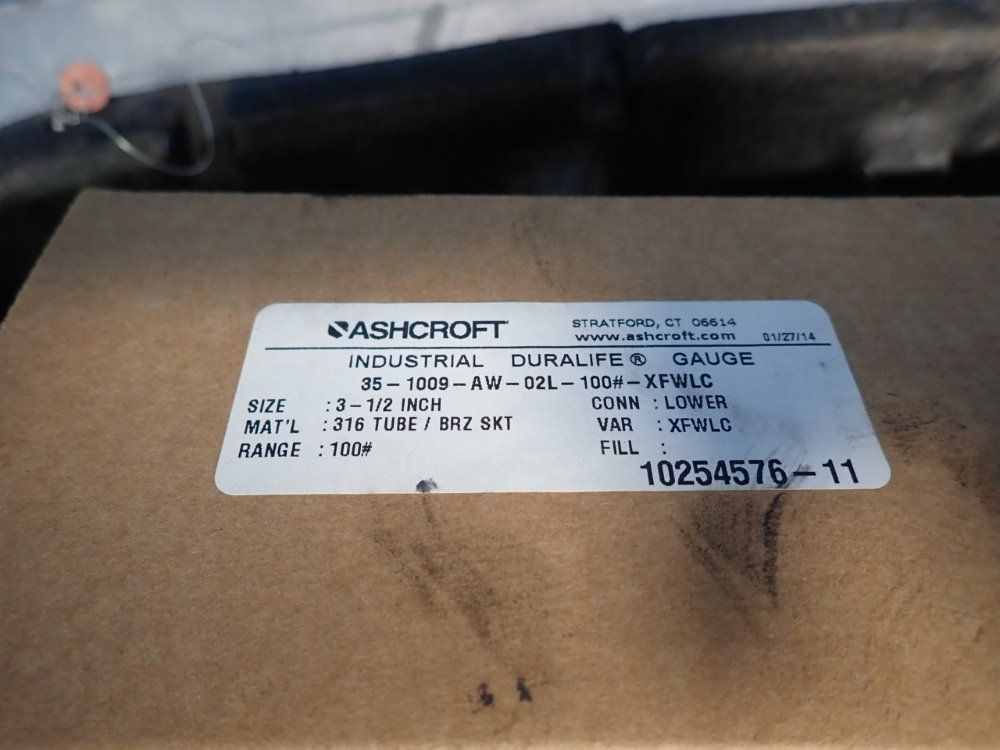 ASHCROFT
STRATFORD, CT 06614
www.ashcroft.com 01/27/14
INDUSTRIAL DURALIFE® GAUGE
35-1009-AW-02L-100#-XFWLC
SIZE : 3-1/2 INCH CONN : LOWER
MAT'L : 316 TUBE / BRZ SKT VAR : XFWLC
RANGE : 100# FILL :
10254576-11